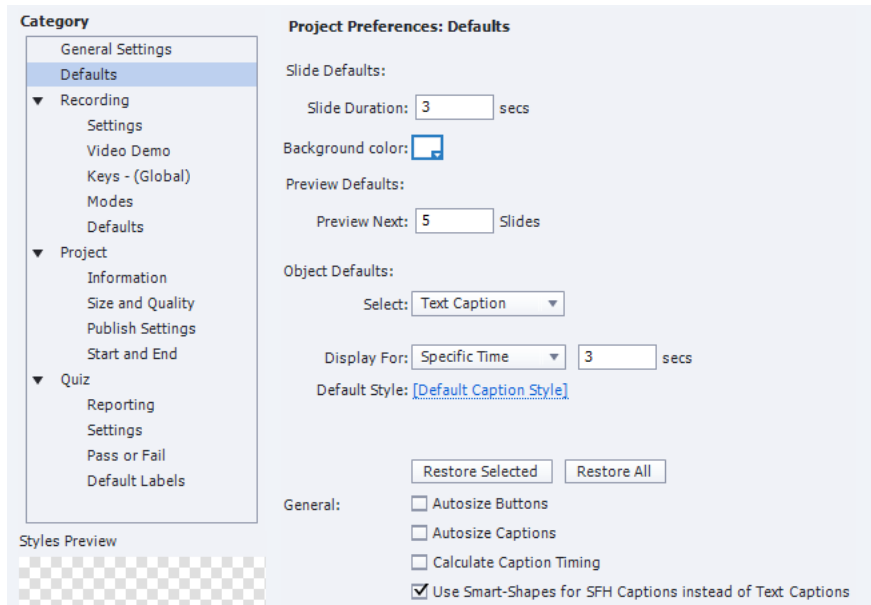 Category
General Settings
Defaults
Recording
Settings
Video Demo
Keys - (Global)
Modes
Defaults
Project
Information
Size and Quality
Publish Settings
Start and End
Quiz
Reporting
Settings
Pass or Fail
Default Labels
Styles Preview
Project Preferences: Defaults
Slide Defaults:
Slide Duration: 3 secs
Background color:
Preview Defaults:
Preview Next: 5 Slides
Object Defaults:
Select: Text Caption
Display For: Specific Time 3 secs
Default Style: [Default Caption Style]
Restore Selected Restore All
General: Autosize Buttons
Autosize Captions
Calculate Caption Timing
Use Smart-Shapes for SFH Captions instead of Text Captions